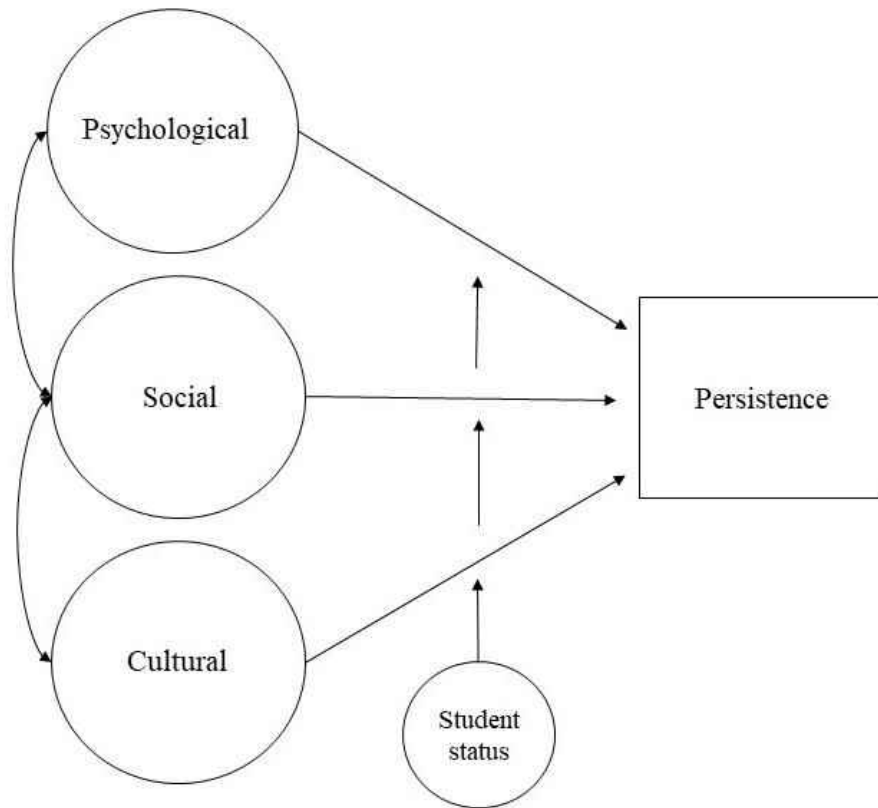 Psychological
Social
Persistence
Cultural
Student
status